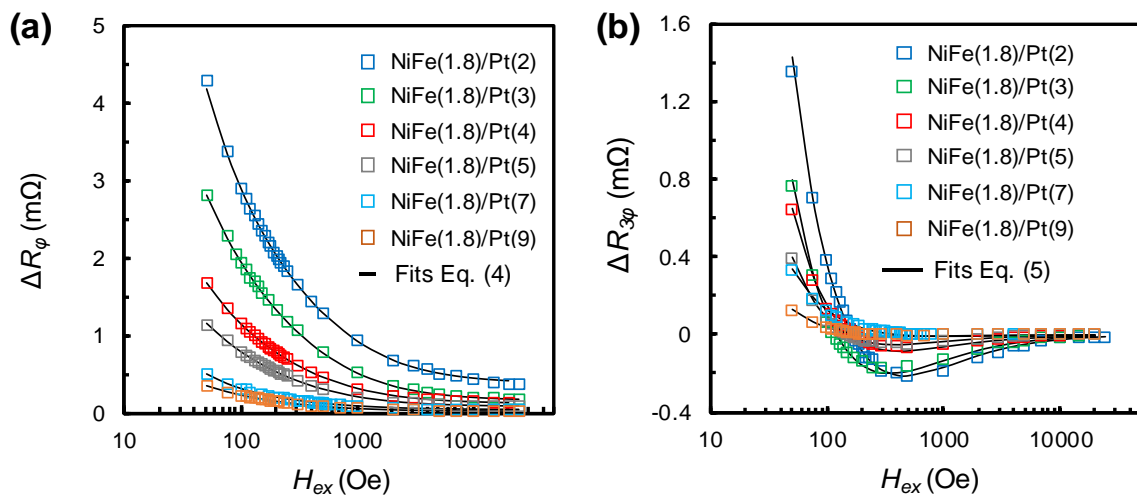 (a)
5
4
3
2
1
0
ΔRφ (mΩ)
10
100
1000
10000
Hex (Oe)
NiFe(1.8)/Pt(2)
NiFe(1.8)/Pt(3)
NiFe(1.8)/Pt(4)
NiFe(1.8)/Pt(5)
NiFe(1.8)/Pt(7)
NiFe(1.8)/Pt(9)
Fits Eq. (4)
(b)
1.6
1.2
0.8
0.4
0
-0.4
ΔR3φ (mΩ)
10
100
1000
10000
Hex (Oe)
NiFe(1.8)/Pt(2)
NiFe(1.8)/Pt(3)
NiFe(1.8)/Pt(4)
NiFe(1.8)/Pt(5)
NiFe(1.8)/Pt(7)
NiFe(1.8)/Pt(9)
Fits Eq. (5)